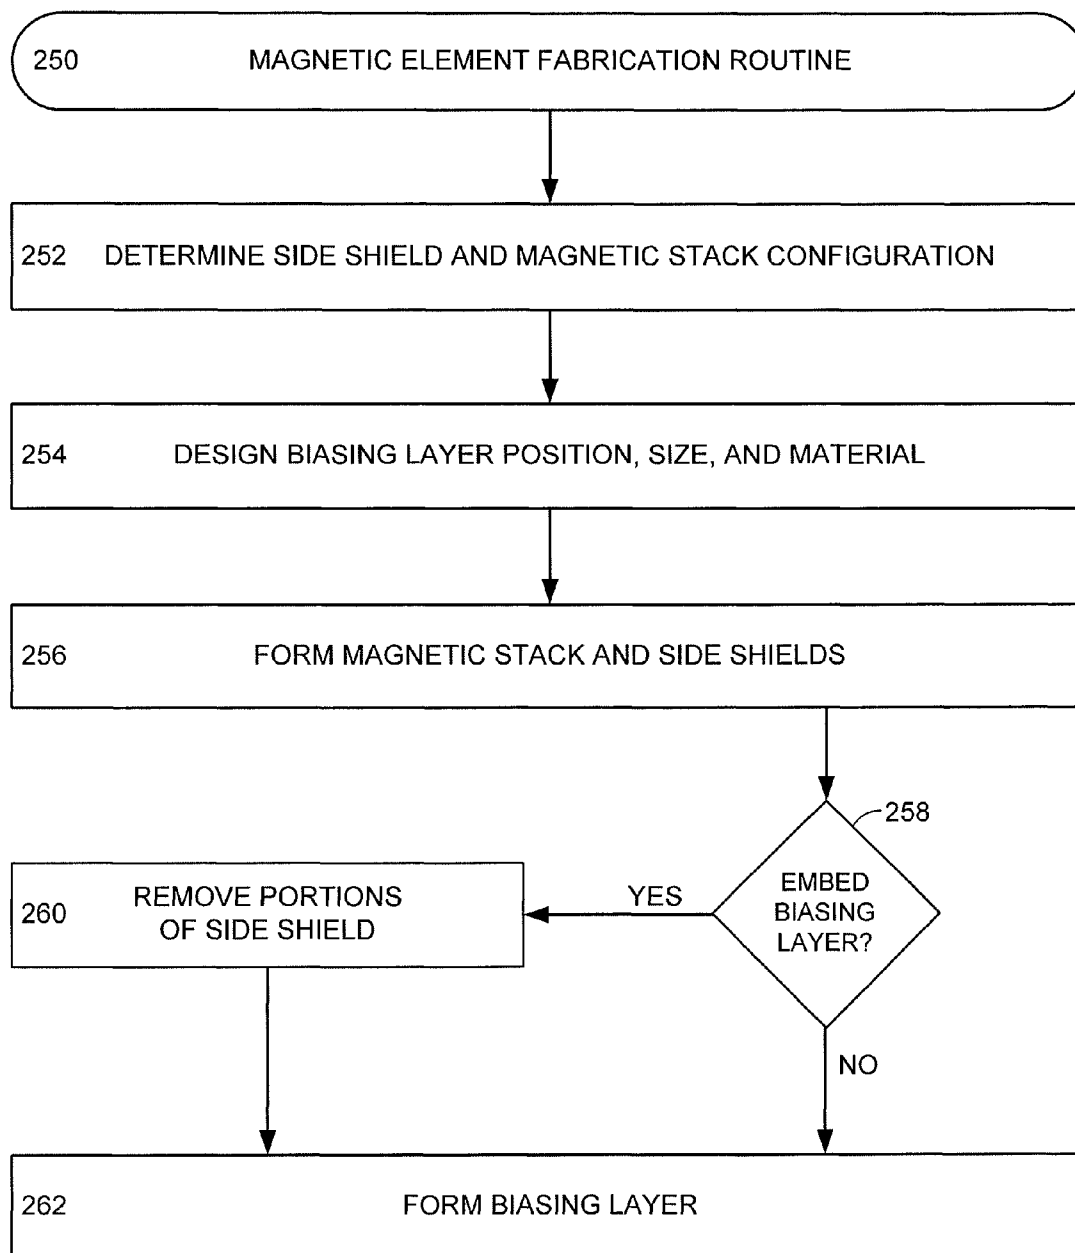 250 MAGNETIC ELEMENT FABRICATION ROUTINE
252 DETERMINE SIDE SHIELD AND MAGNETIC STACK CONFIGURATION
254 DESIGN BIASING LAYER POSITION, SIZE, AND MATERIAL
256 FORM MAGNETIC STACK AND SIDE SHIELDS
258
EMBED
BIASING
LAYER?
YES
260 REMOVE PORTIONS
OF SIDE SHIELD
NO
262 FORM BIASING LAYER